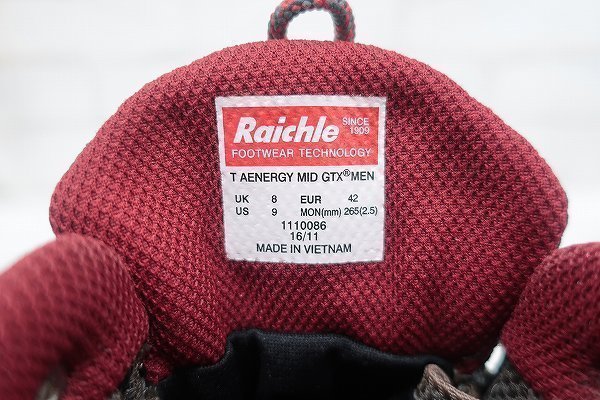 Raichle SINCE 1909
FOOTWEAR TECHNOLOGY
T AENERGY MID GTX®MEN
UK 8 EUR 42
US 9 MON(mm) 265(2.5)
1110086
16/11
MADE IN VIETNAM